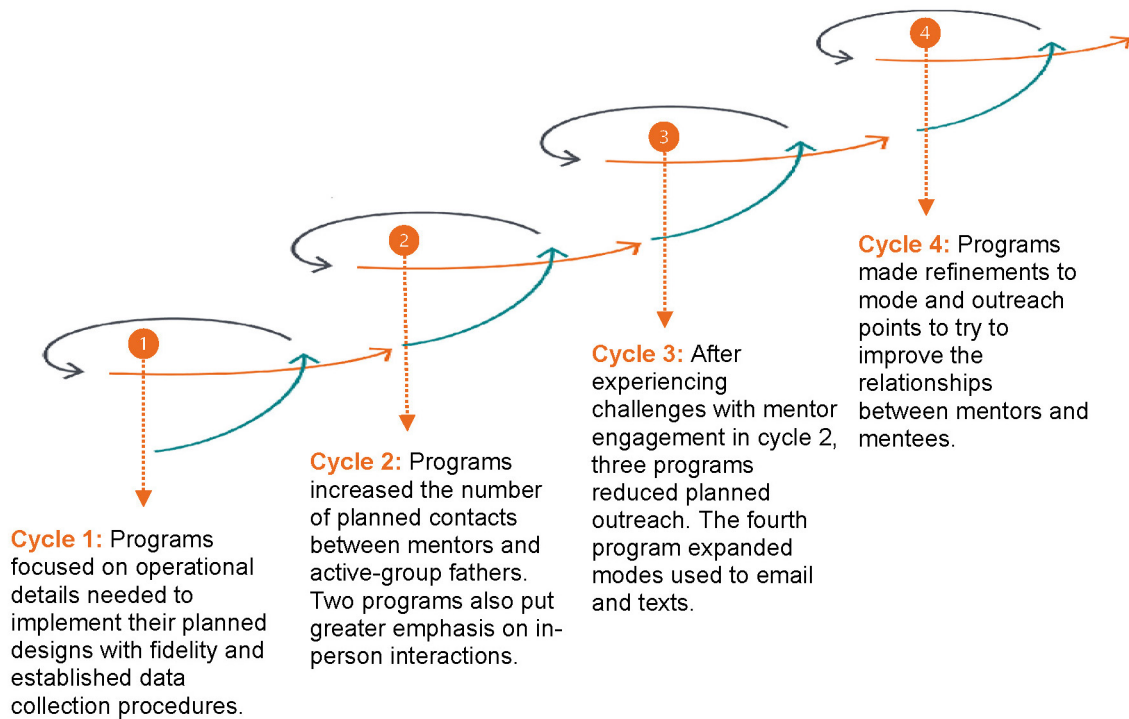 1
Cycle 1: Programs
focused on operational
details needed to
implement their planned
designs with fidelity and
established data
collection procedures.
2
Cycle 2: Programs
increased the number
of planned contacts
between mentors and
active-group fathers.
Two programs also put
greater emphasis on in-
person interactions.
3
Cycle 3: After
experiencing
challenges with mentor
engagement in cycle 2,
three programs
reduced planned
outreach. The fourth
program expanded
modes used to email
and texts.
4
Cycle 4: Programs
made refinements to
mode and outreach
points to try to
improve the
relationships
between mentors and
mentees.